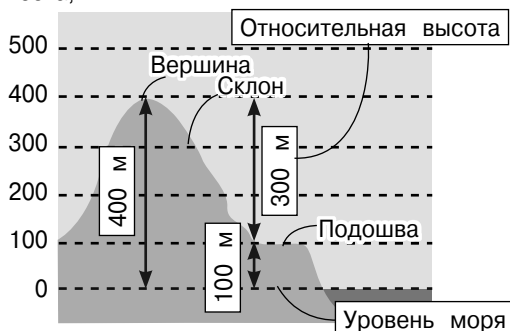 Относительная высота
500
Вершина
Склон
400
300
400 м
300 м
200
100
Подошва
100 м
0
Уровень моря